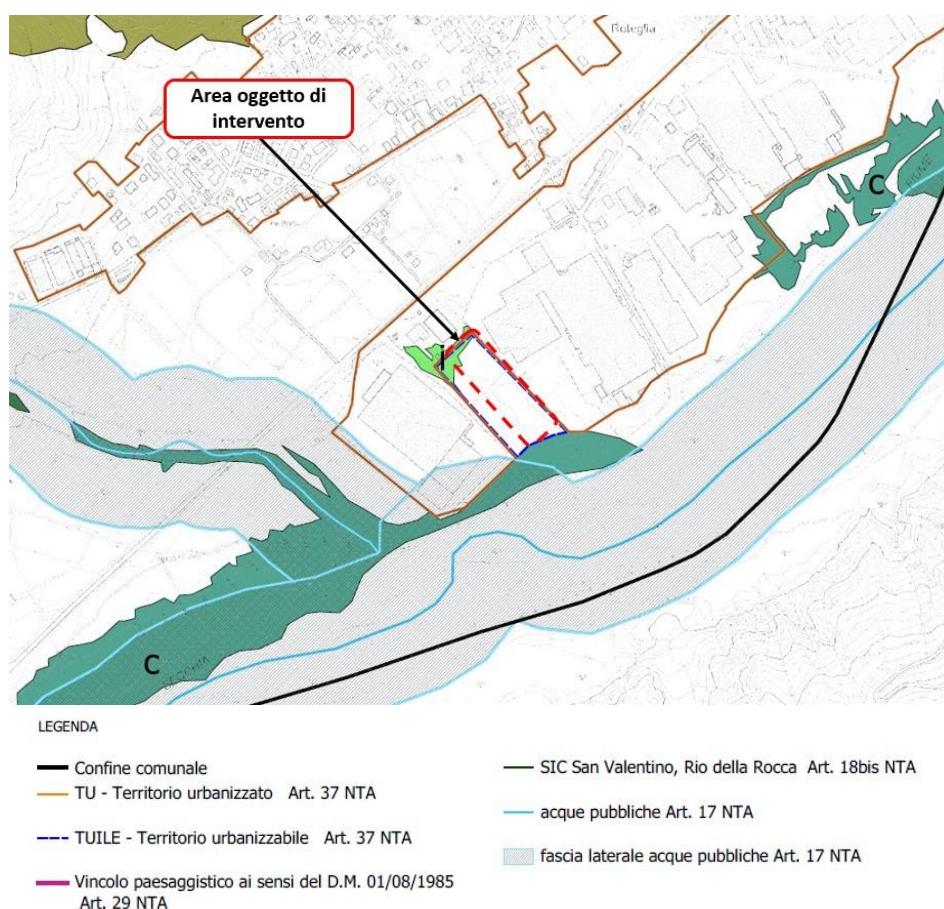 Roteglia
Area oggetto di
intervento
C
FIUME
i
C
SECCHIA
LEGENDA
Confine comunale
TU - Territorio urbanizzato Art. 37 NTA
TUILE - Territorio urbanizzabile Art. 37 NTA
Vincolo paesaggistico ai sensi del D.M. 01/08/1985
Art. 29 NTA
SIC San Valentino, Rio della Rocca Art. 18bis NTA
acque pubbliche Art. 17 NTA
fascia laterale acque pubbliche Art. 17 NTA